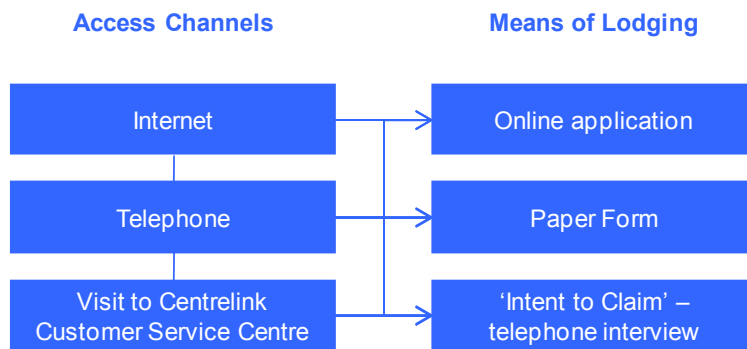 Access Channels
Means of Lodging
Internet
Online application
Telephone
Paper Form
Visit to Centrelink
Customer Service Centre
‘Intent to Claim’ –
telephone interview